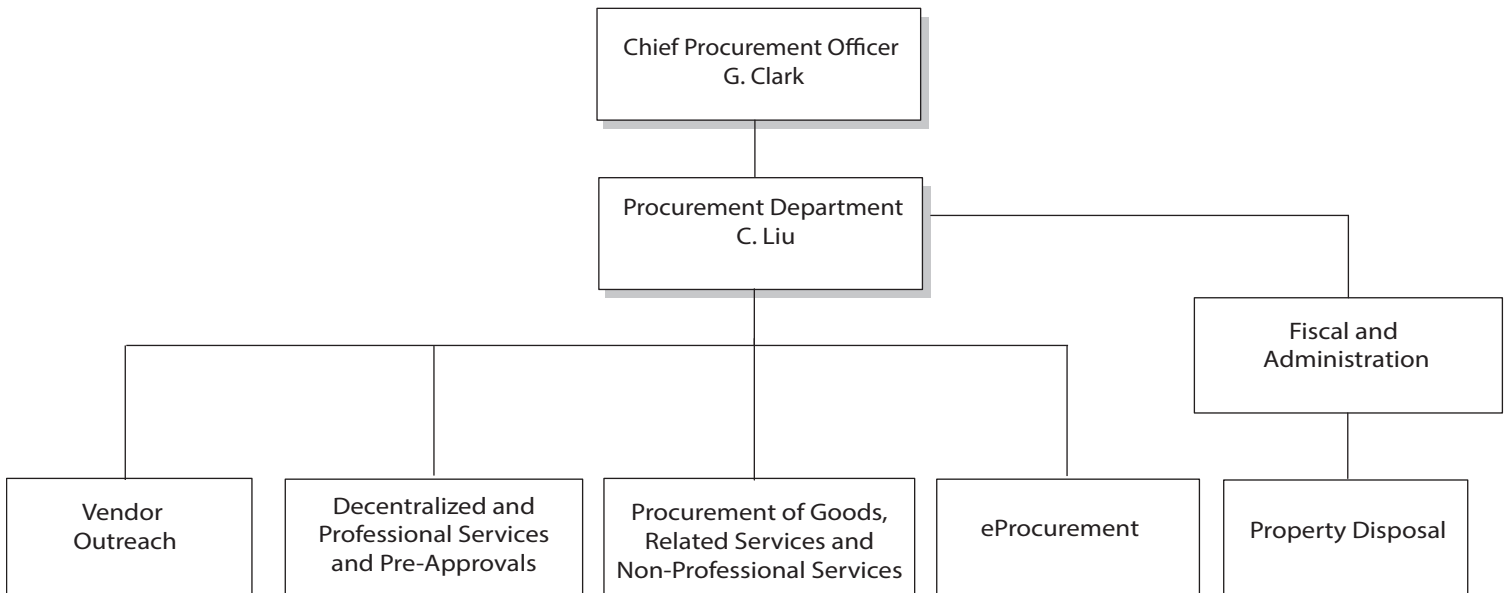 Chief Procurement Officer
G. Clark
Procurement Department
C. Liu
Fiscal and
Administration
Vendor
Outreach
Decentralized and
Professional Services
and Pre-Approvals
Procurement of Goods,
Related Services and
Non-Professional Services
eProcurement
Property Disposal